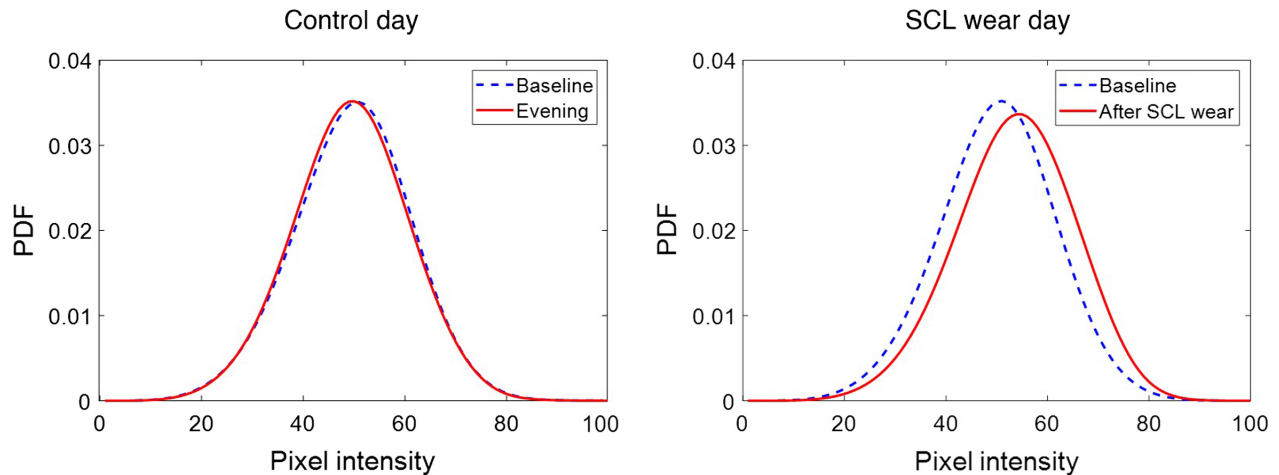 Control day
0.04
0.03
0.02
0.01
0
PDF
Baseline
Evening
0 20 40 60 80 100
Pixel intensity
SCL wear day
0.04
0.03
0.02
0.01
0
PDF
Baseline
After SCL wear
0 20 40 60 80 100
Pixel intensity